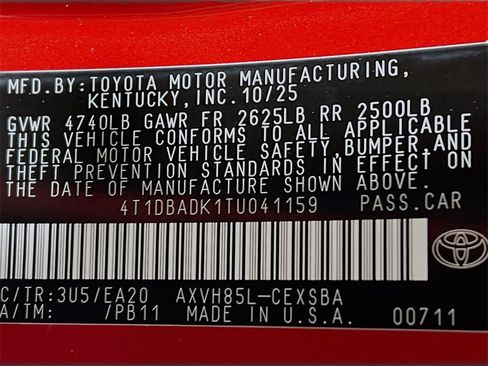 MFD.BY:TOYOTA MOTOR MANUFACTURING,
KENTUCKY,INC.10/25
GVWR 4740LB GAWR FR 2625LB RR 2500LB
THIS VEHICLE CONFORMS TO ALL APPLICABLE
FEDERAL MOTOR VEHICLE SAFETY,BUMPER,AND
THEFT PREVENTION STANDARDS IN EFFECT ON
THE DATE OF MANUFACTURE SHOWN ABOVE.
4T1DBADK1TU041159 PASS.CAR
C/TR:3U5/EA20 AXVH85L-CEXSBA
A/TM: /PB11 MADE IN U.S.A. 00711